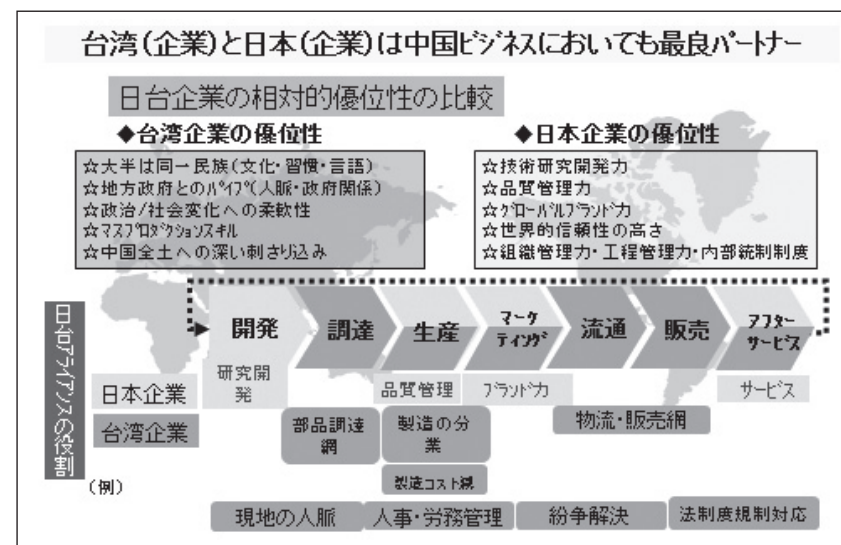 台湾(企業)と日本(企業)は中国ビジネスにおいても最良パートナー
日台企業の相対的優位性の比較
◆台湾企業の優位性
☆大半は同一民族(文化・習慣・言語)
☆地方政府とのパイプ(人脈・政府関係)
☆政治/社会変化への柔軟性
☆マスプロダクションスキル
☆中国全土への深い刺さり込み
◆日本企業の優位性
☆技術研究開発力
☆品質管理力
☆グローバルブランド力
☆世界的信頼性の高さ
☆組織管理力・工程管理力・内部統制制度
日台アライアンスの役割
開発
調達
生産
マーケ
ティング
流通
販売
アフター
サービス
日本企業
研究開
発
品質管理
ブランド力
サービス
台湾企業
部品調達
網
製造の分
業
物流・販売網
製造コスト減
(例)
現地の人脈
人事・労務管理
紛争解決
法制度規制対応